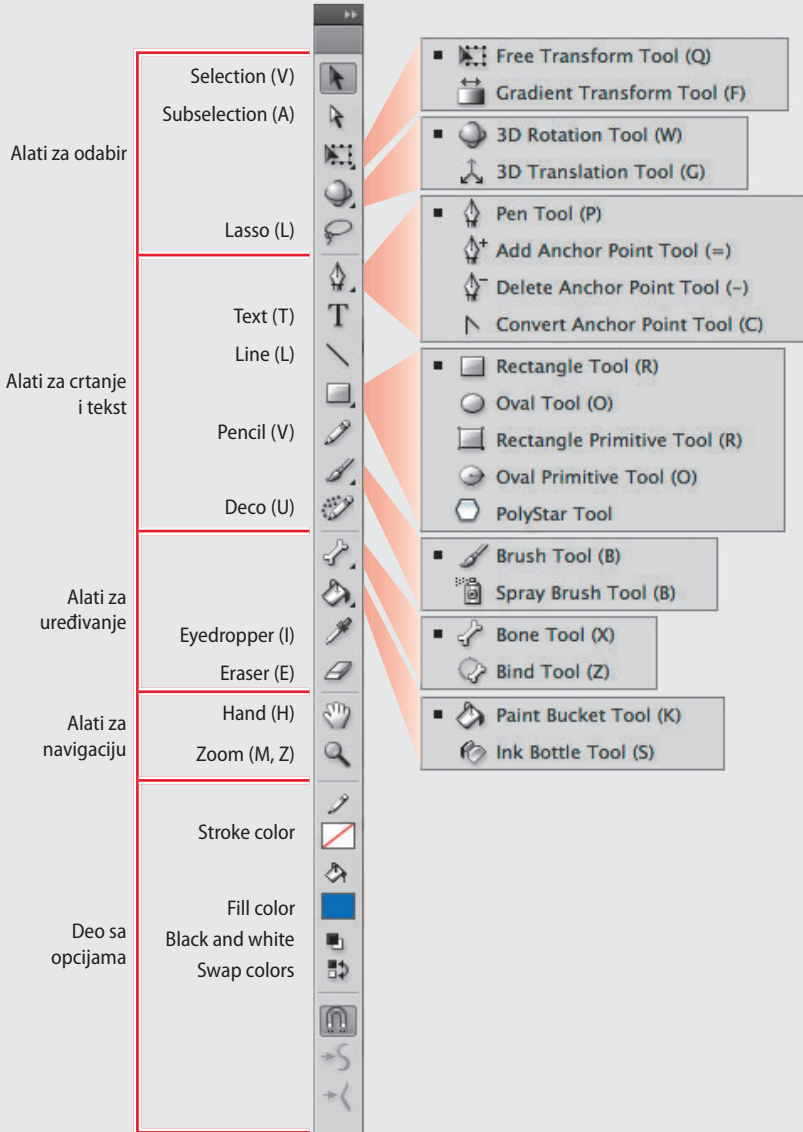 Alati za odabir
Selection (V)
Subselection (A)
Lasso (L)
Free Transform Tool (Q)
Gradient Transform Tool (F)
3D Rotation Tool (W)
3D Translation Tool (G)
Alati za crtanje
i tekst
Text (T)
Line (L)
Pencil (V)
Deco (U)
Pen Tool (P)
Add Anchor Point Tool (=)
Delete Anchor Point Tool (-)
Convert Anchor Point Tool (C)
Rectangle Tool (R)
Oval Tool (O)
Rectangle Primitive Tool (R)
Oval Primitive Tool (O)
PolyStar Tool
Brush Tool (B)
Spray Brush Tool (B)
Alati za
uređivanje
Eyedropper (I)
Eraser (E)
Bone Tool (X)
Bind Tool (Z)
Paint Bucket Tool (K)
Ink Bottle Tool (S)
Alati za
navigaciju
Hand (H)
Zoom (M, Z)
Deo sa
opcijama
Stroke color
Fill color
Black and white
Swap colors